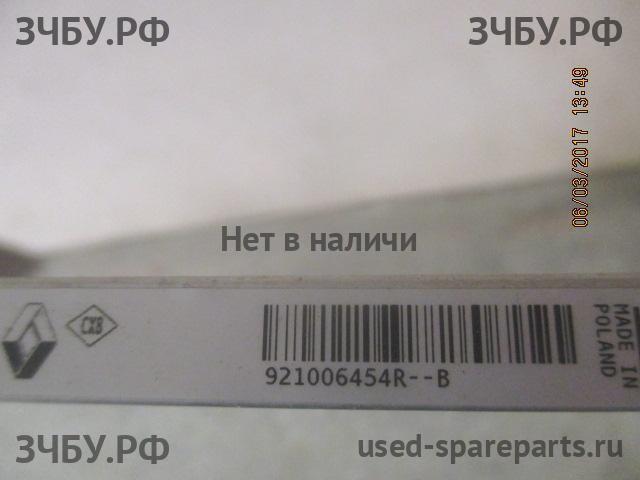 ЗЧБУ.РФ
ЗЧБУ.РФ
06/03/2017 13:49
Нет в наличи
CXB
921006454R--B
MADE IN
POLAND
ЗЧБУ.РФ
used-spareparts.ru